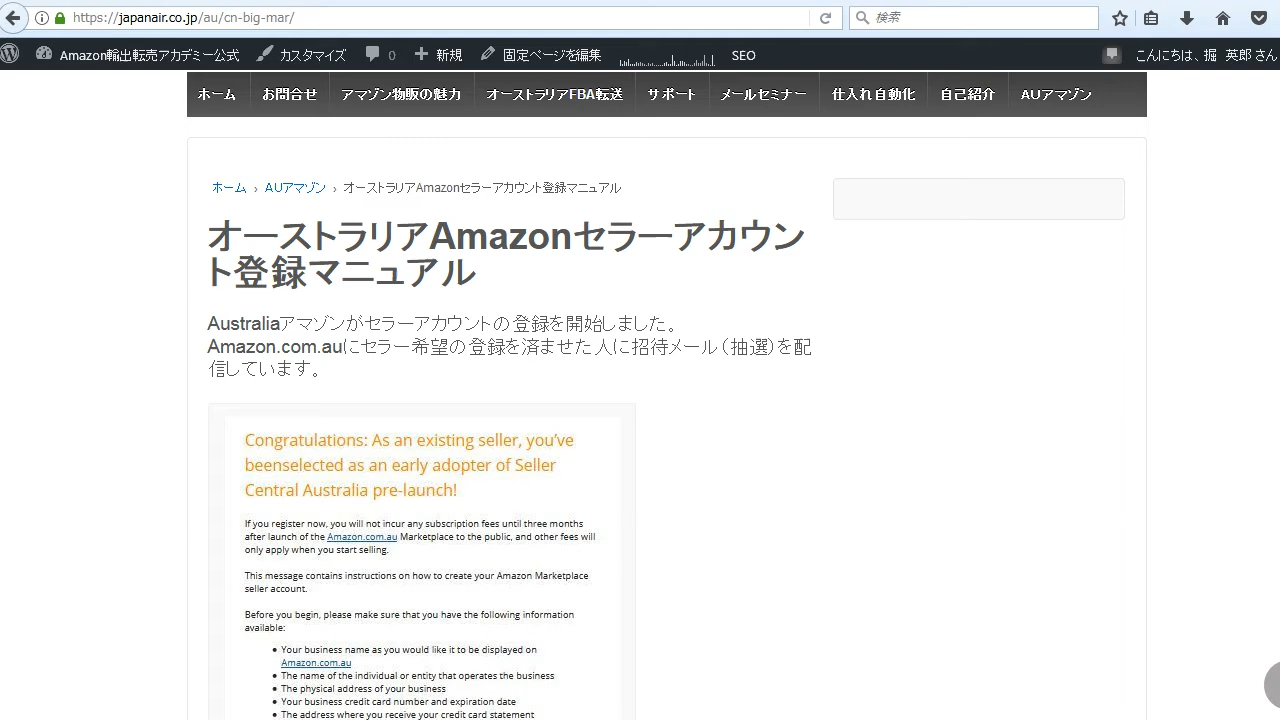 https://japanair.co.jp/au/cn-big-mar/
検索
Amazon輸出転売アカデミー公式 カスタマイズ 0 新規 固定ページを編集 SEO こんにちは、掘 英郎 さん
ホーム お問合せ アマゾン物販の魅力 オーストラリアFBA転送 サポート メールセミナー 仕入れ自動化 自己紹介 AUアマゾン
ホーム › AUアマゾン › オーストラリアAmazonセラーアカウント登録マニュアル
オーストラリアAmazonセラーアカウン
ト登録マニュアル
Australiaアマゾンがセラーアカウントの登録を開始しました。
Amazon.com.auにセラー希望の登録を済ませた人に招待メール（抽選）を配
信しています。
Congratulations: As an existing seller, you’ve
beenselected as an early adopter of Seller
Central Australia pre-launch!
If you register now, you will not incur any subscription fees until three months
after launch of the Amazon.com.au Marketplace to the public, and other fees will
only apply when you start selling.
This message contains instructions on how to create your Amazon Marketplace
seller account.
Before you begin, please make sure that you have the following information
available:
• Your business name as you would like it to be displayed on
Amazon.com.au
• The name of the individual or entity that operates the business
• The physical address of your business
• Your business credit card number and expiration date
• The address where you receive your credit card statement